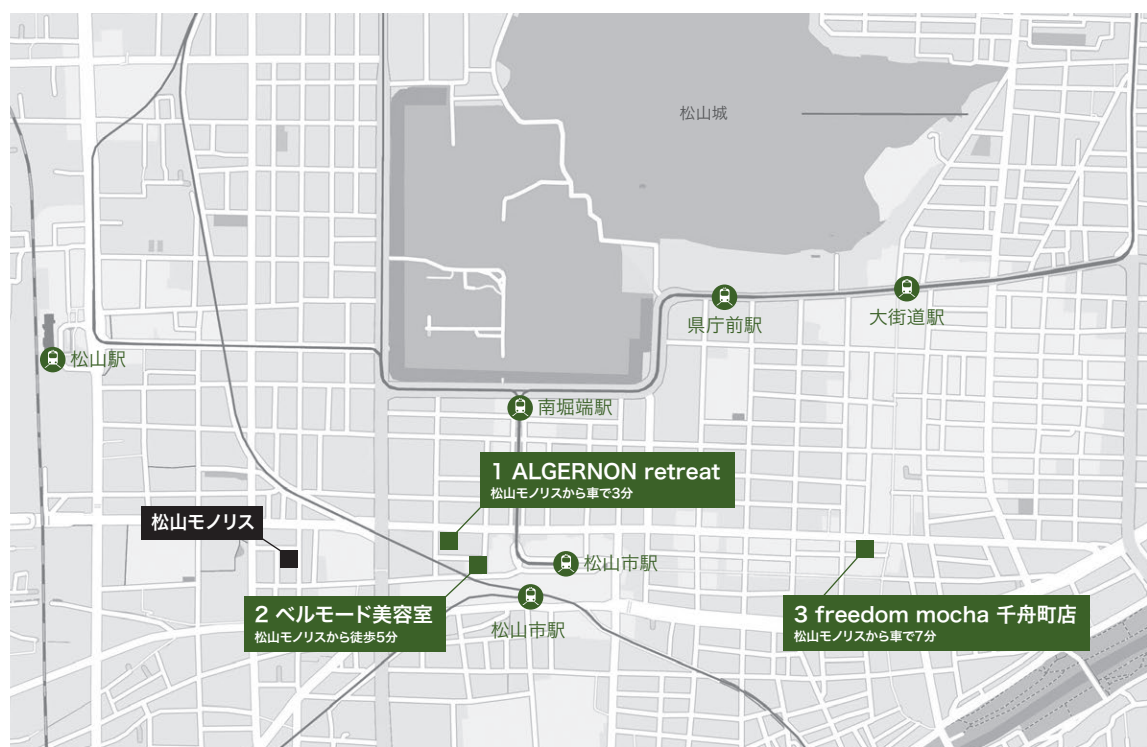 松山城
県庁前駅
大街道駅
松山駅
南堀端駅
1 ALGERNON retreat
松山モノリスから車で3分
松山モノリス
松山市駅
2 ベルモード美容室
松山モノリスから徒歩5分
松山市駅
3 freedom mocha 千舟町店
松山モノリスから車で7分